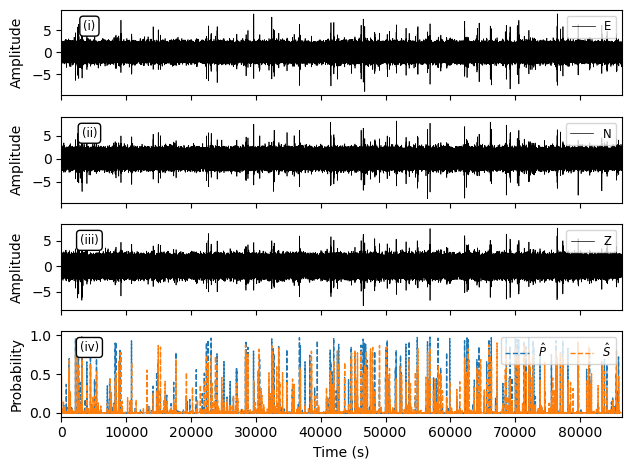 (i)
E
Amplitude
5
0
−5
(ii)
N
Amplitude
5
0
−5
(iii)
Z
Amplitude
5
0
−5
(iv)
P̂ Ŝ
Probability
1.0
0.5
0.0
0 10000 20000 30000 40000 50000 60000 70000 80000
Time (s)